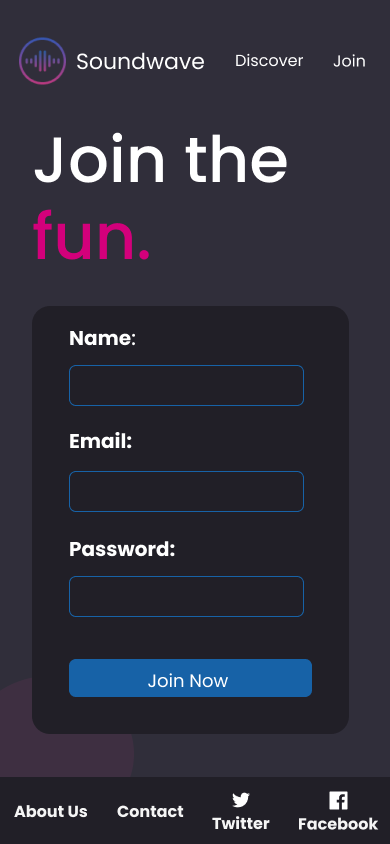 Soundwave Discover Join
Join the
fun.
Name:
Email:
Password:
Join Now
About Us Contact Twitter Facebook